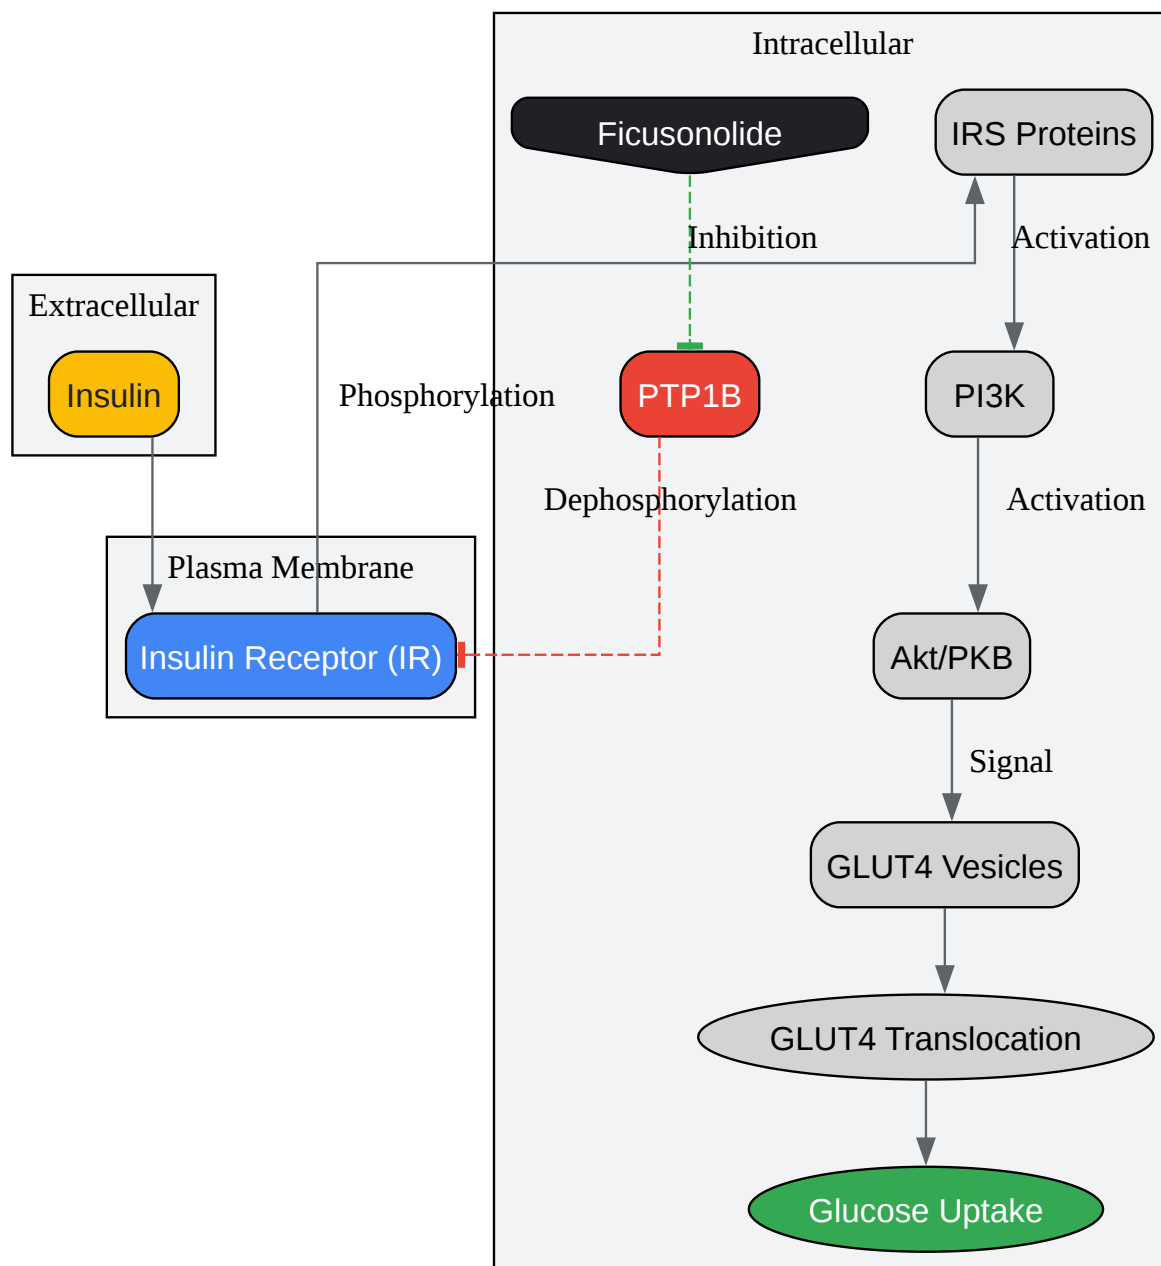 Intracellular
Ficusonolide
IRS Proteins
Inhibition
Activation
Extracellular
Insulin
Phosphorylation
PTP1B
PI3K
Dephosphorylation
Activation
Plasma Membrane
Insulin Receptor (IR)
Akt/PKB
Signal
GLUT4 Vesicles
GLUT4 Translocation
Glucose Uptake